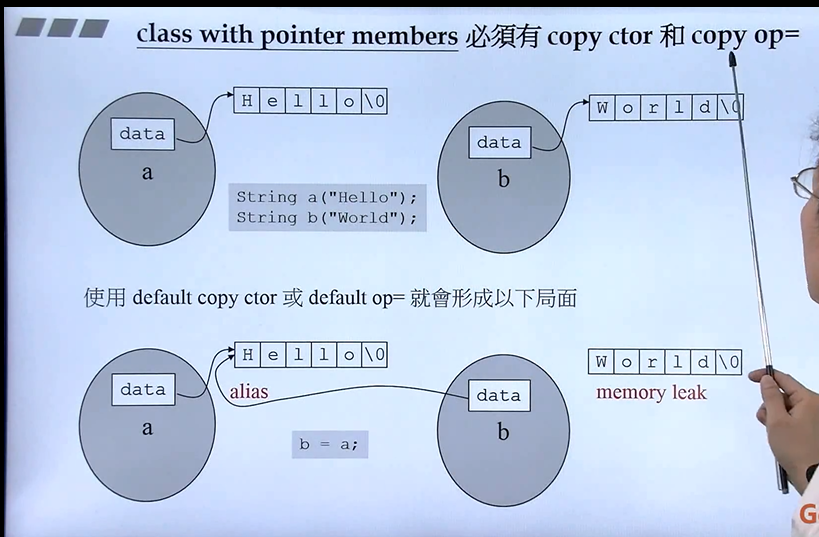 class with pointer members 必須有 copy ctor 和 copy op=
H e l l o \0
W o r l d \0
data
data
a
b
String a("Hello");
String b("World");
使用 default copy ctor 或 default op= 就會形成以下局面
H e l l o \0
W o r l d \0
data
alias
data
memory leak
a
b
b = a;